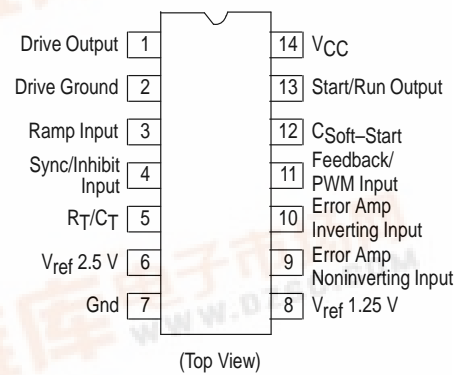 Drive Output 1
Drive Ground 2
Ramp Input 3
Sync/Inhibit
Input 4
RT/CT 5
Vref 2.5 V 6
Gnd 7
14 VCC
13 Start/Run Output
12 CSoft–Start
11 Feedback/
PWM Input
10 Error Amp
Inverting Input
9 Error Amp
Noninverting Input
8 Vref 1.25 V
(Top View)